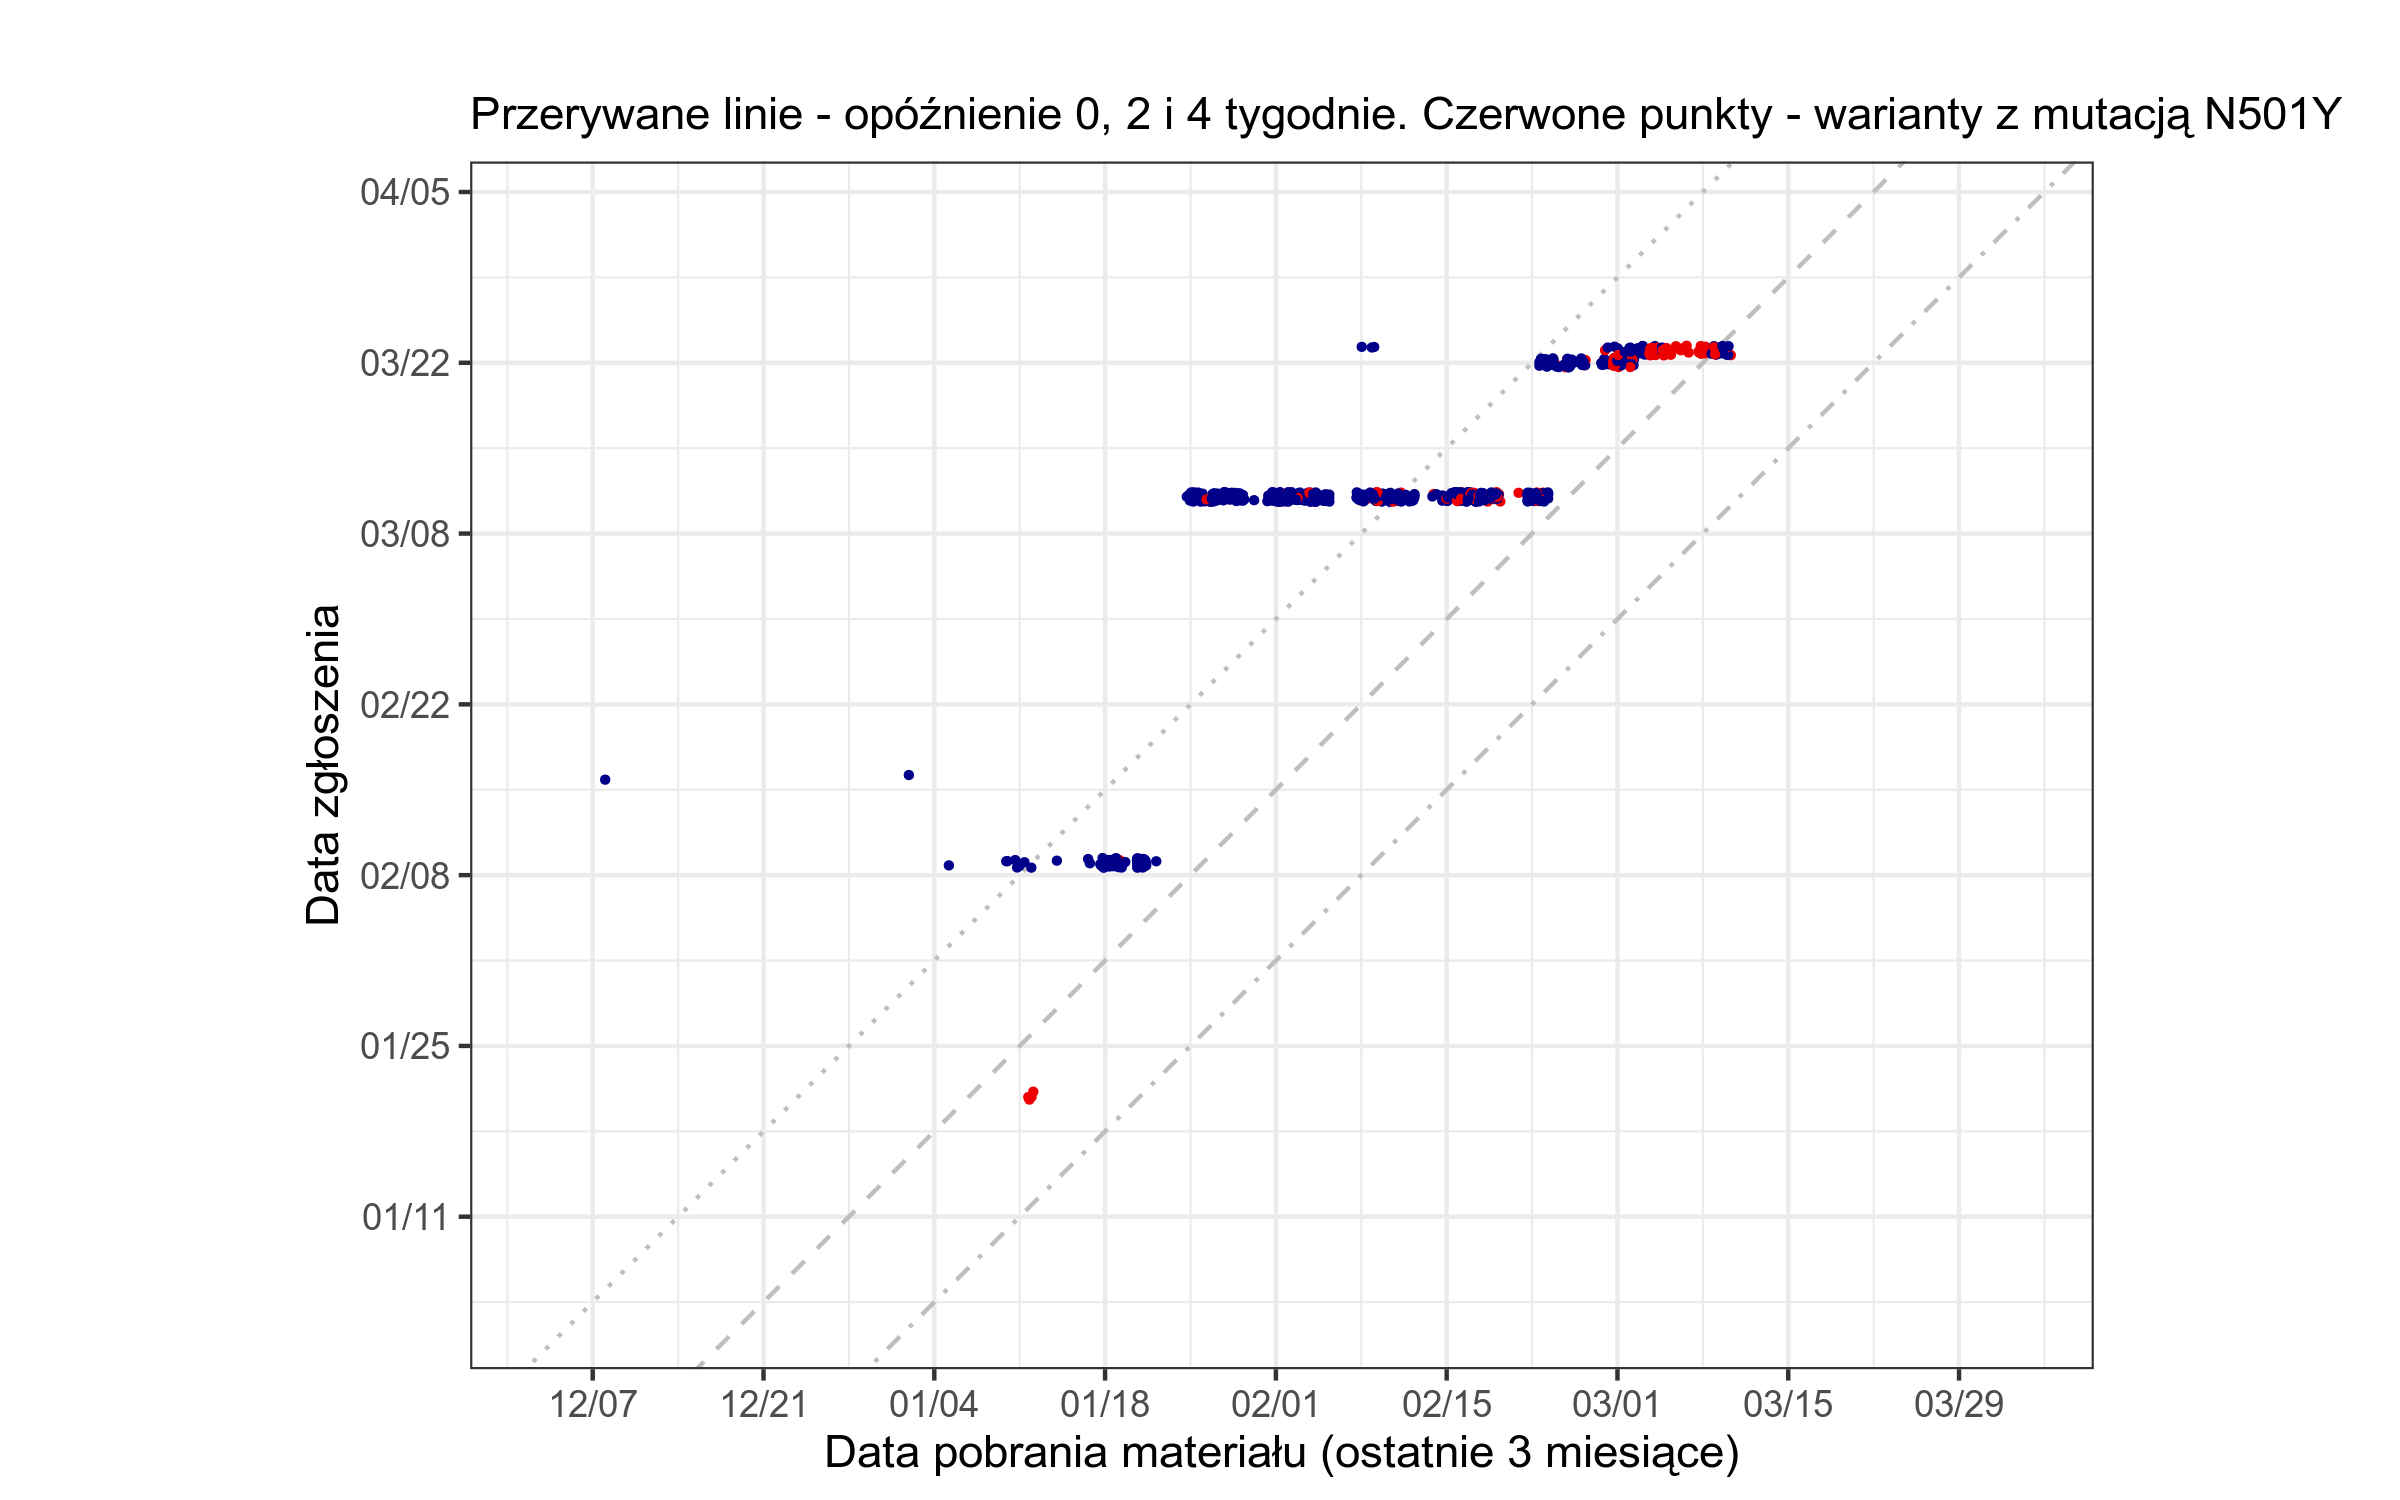 Przerywane linie - opóźnienie 0, 2 i 4 tygodnie. Czerwone punkty - warianty z mutacją N501Y
04/05
03/22
03/08
02/22
02/08
01/25
01/11
Data zgłoszenia
12/07 12/21 01/04 01/18 02/01 02/15 03/01 03/15 03/29
Data pobrania materiału (ostatnie 3 miesiące)